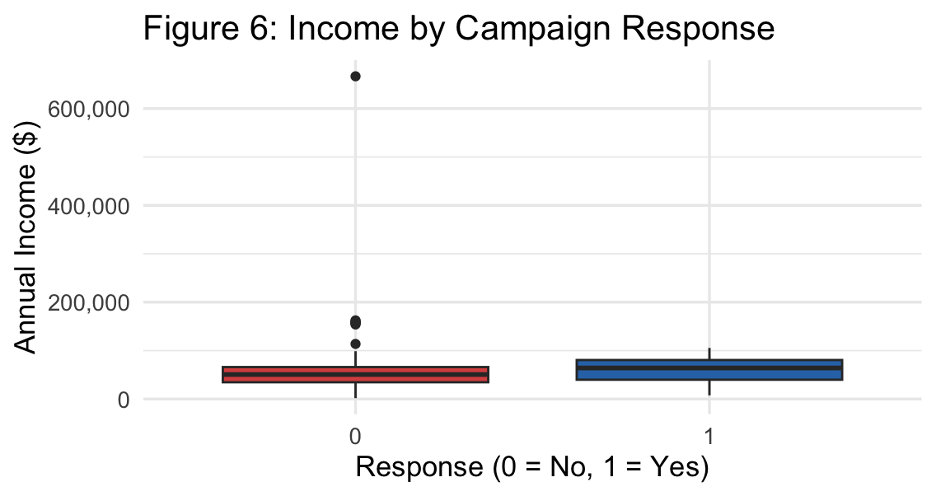 Figure 6: Income by Campaign Response
Annual Income ($)
600,000
400,000
200,000
0
0
1
Response (0 = No, 1 = Yes)